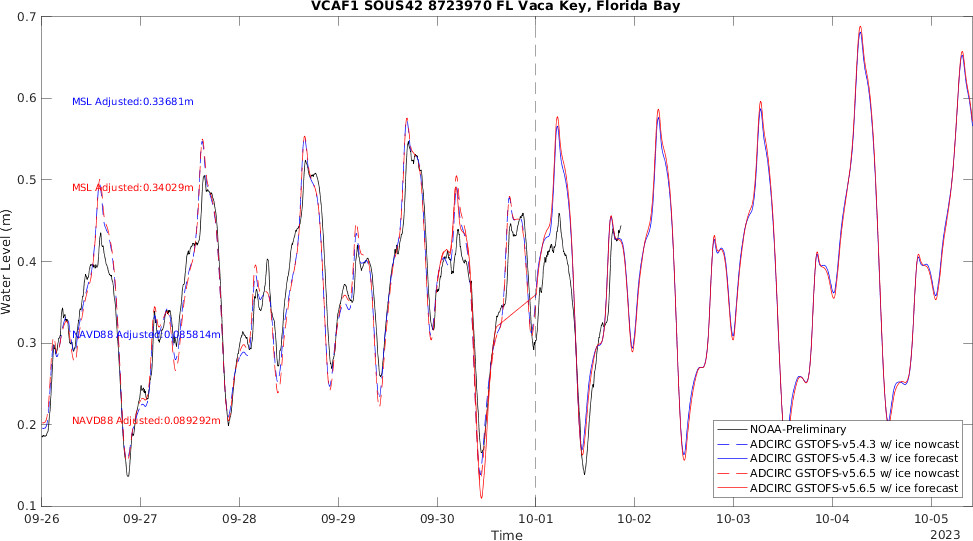 VCAF1 SOUS42 8723970 FL Vaca Key, Florida Bay
Water Level (m)
0.7
0.6
0.5
0.4
0.3
0.2
0.1
MSL Adjusted:0.33681m
MSL Adjusted:0.34029m
NAVD88 Adjusted:0.085814m
NAVD88 Adjusted:0.089292m
NOAA-Preliminary
ADCIRC GSTOFS-v5.4.3 w/ ice nowcast
ADCIRC GSTOFS-v5.4.3 w/ ice forecast
ADCIRC GSTOFS-v5.6.5 w/ ice nowcast
ADCIRC GSTOFS-v5.6.5 w/ ice forecast
09-26 09-27 09-28 09-29 09-30 10-01 10-02 10-03 10-04 10-05
2023
Time